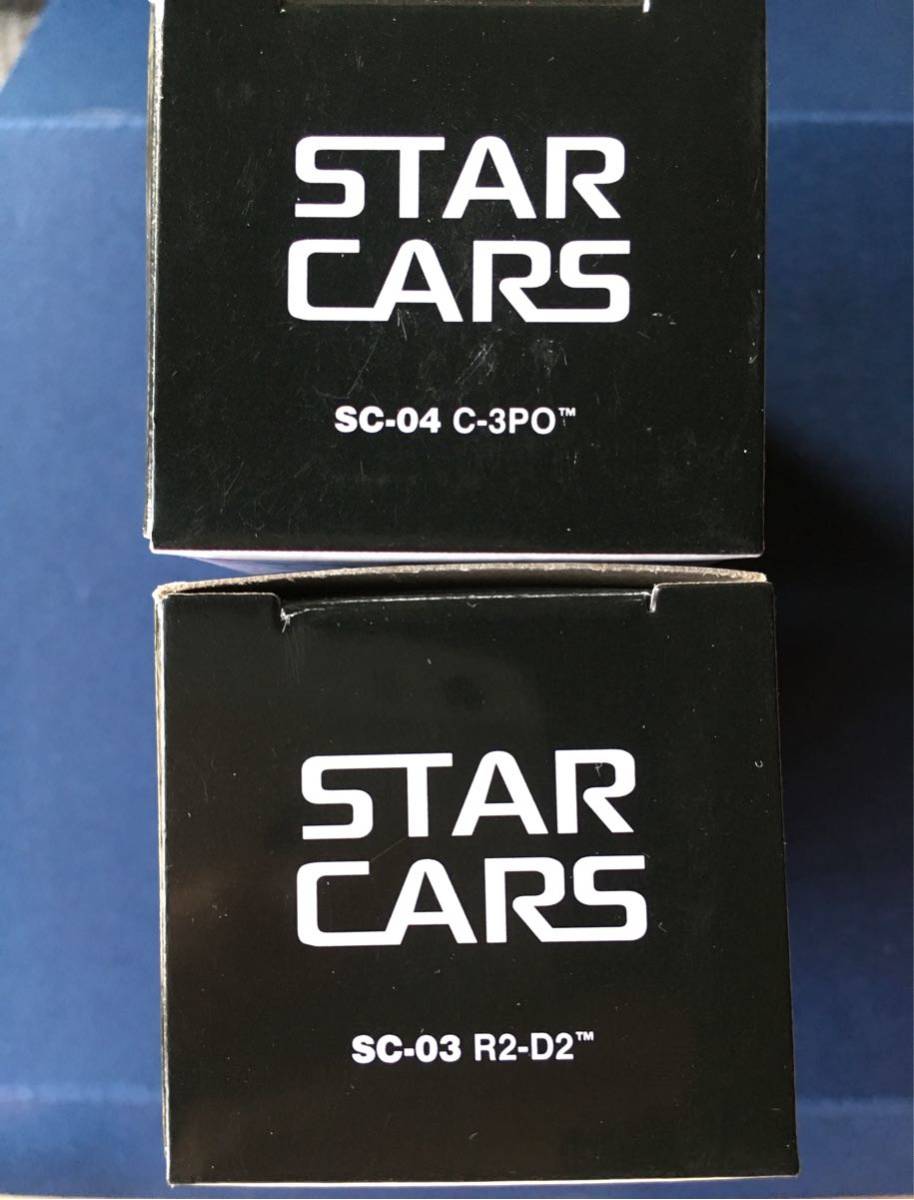 STAR
CARS
SC-04 C-3PO™
STAR
CARS
SC-03 R2-D2™